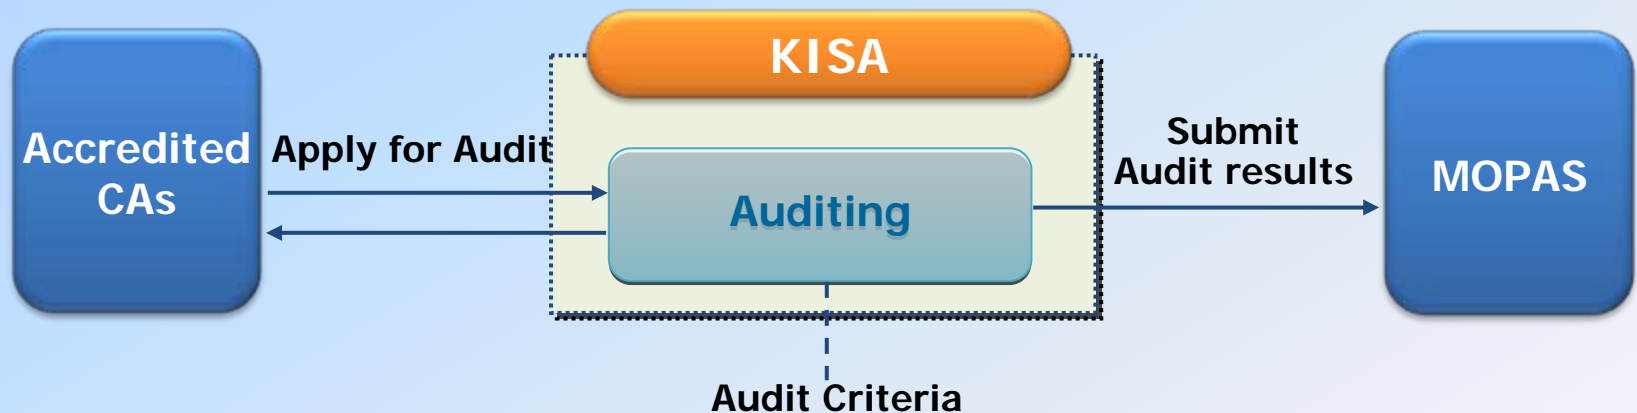 KISA
Accredited
CAs
Apply for Audit
Auditing
Submit
Audit results
MOPAS
Audit Criteria